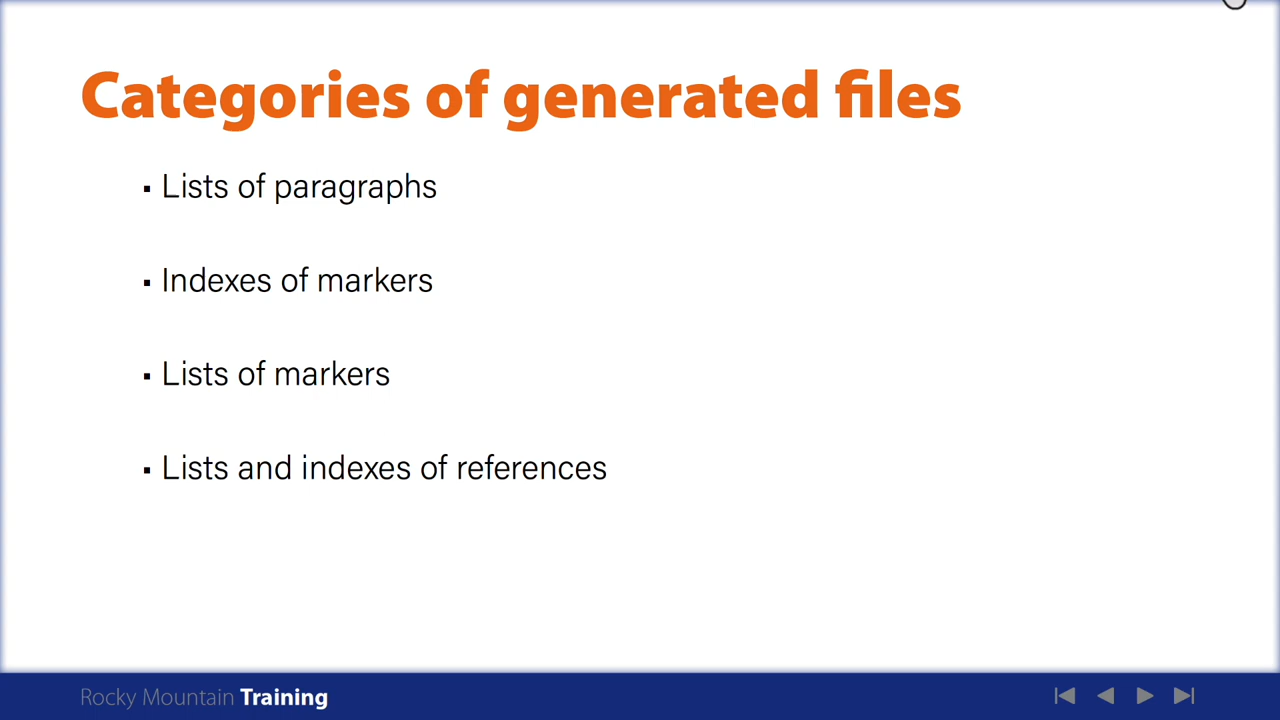 Categories of generated files
▪ Lists of paragraphs
▪ Indexes of markers
▪ Lists of markers
▪ Lists and indexes of references
Rocky Mountain Training